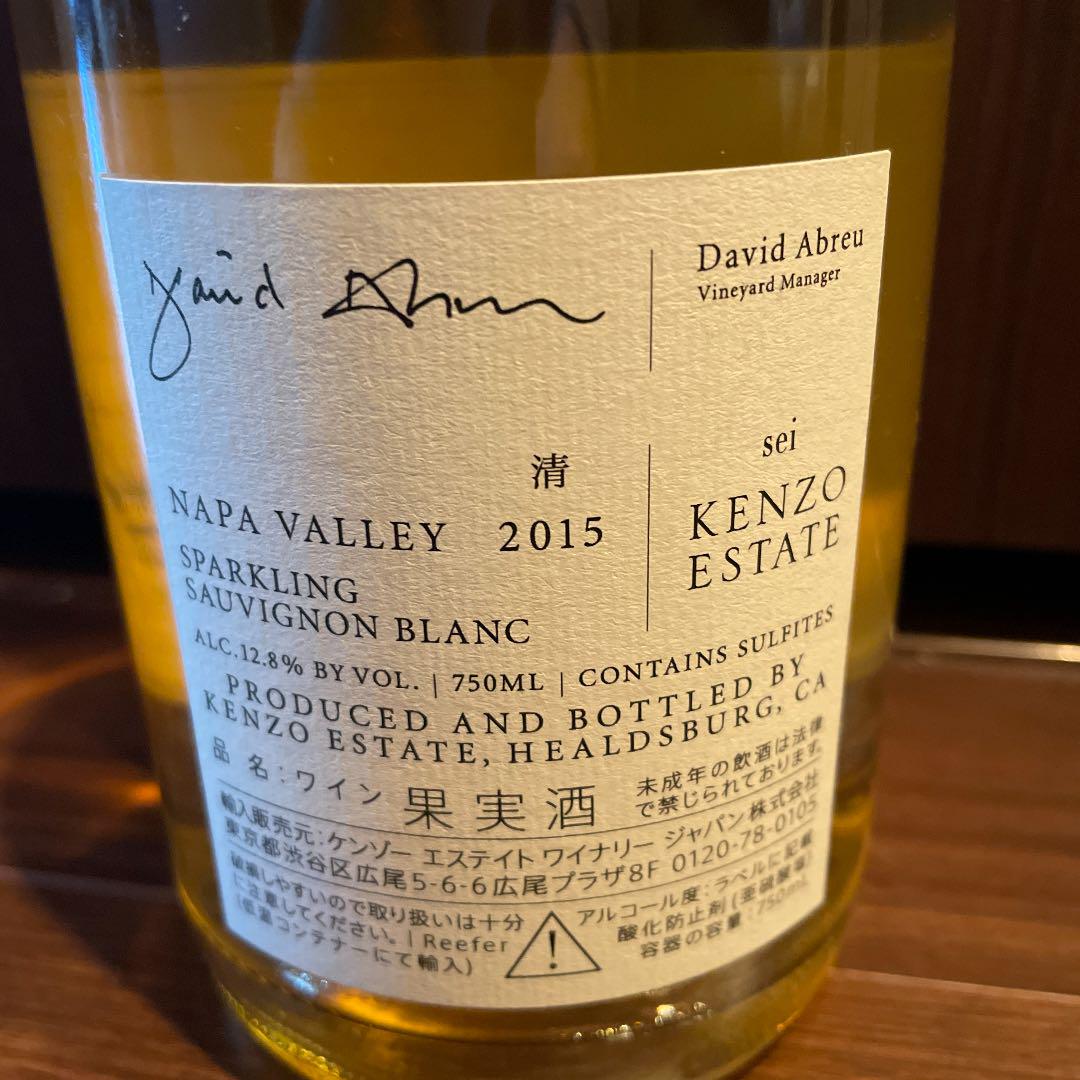 David Abreu
David Abreu
Vineyard Manager
清
sei
NAPA VALLEY 2015
KENZO
ESTATE
SPARKLING
SAUVIGNON BLANC
ALC.12.8% BY VOL. | 750ML | CONTAINS SULFITES
PRODUCED AND BOTTLED BY
KENZO ESTATE, HEALDSBURG, CA
品 名：ワイン 果実酒
未成年の飲酒は法律
で禁じられております。
輸入販売元：ケンゾー エステイト ワイナリー ジャパン株式会社
東京都渋谷区広尾5-6-6広尾プラザ8F 0120-78-0105
破損しやすいので取り扱いは十分
に注意してください。| Reefer
(低温コンテナーにて輸入)
アルコール度：ラベルに記載
酸化防止剤(亜硫酸塩)
容器の容量：750mL